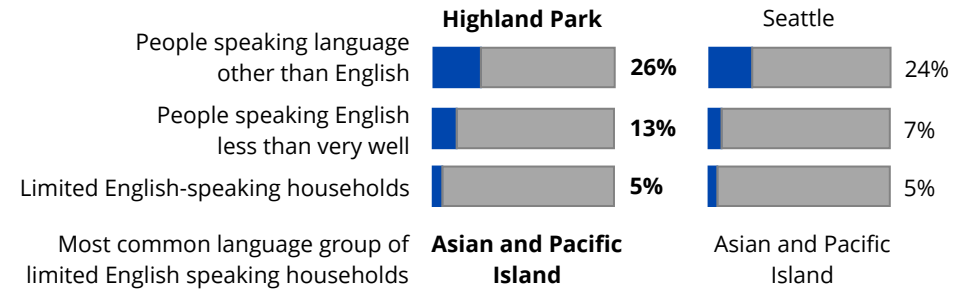 Highland Park Seattle
People speaking language
other than English 26% 24%
People speaking English
less than very well 13% 7%
Limited English-speaking households 5% 5%
Most common language group of Asian and Pacific Asian and Pacific
limited English speaking households Island Island